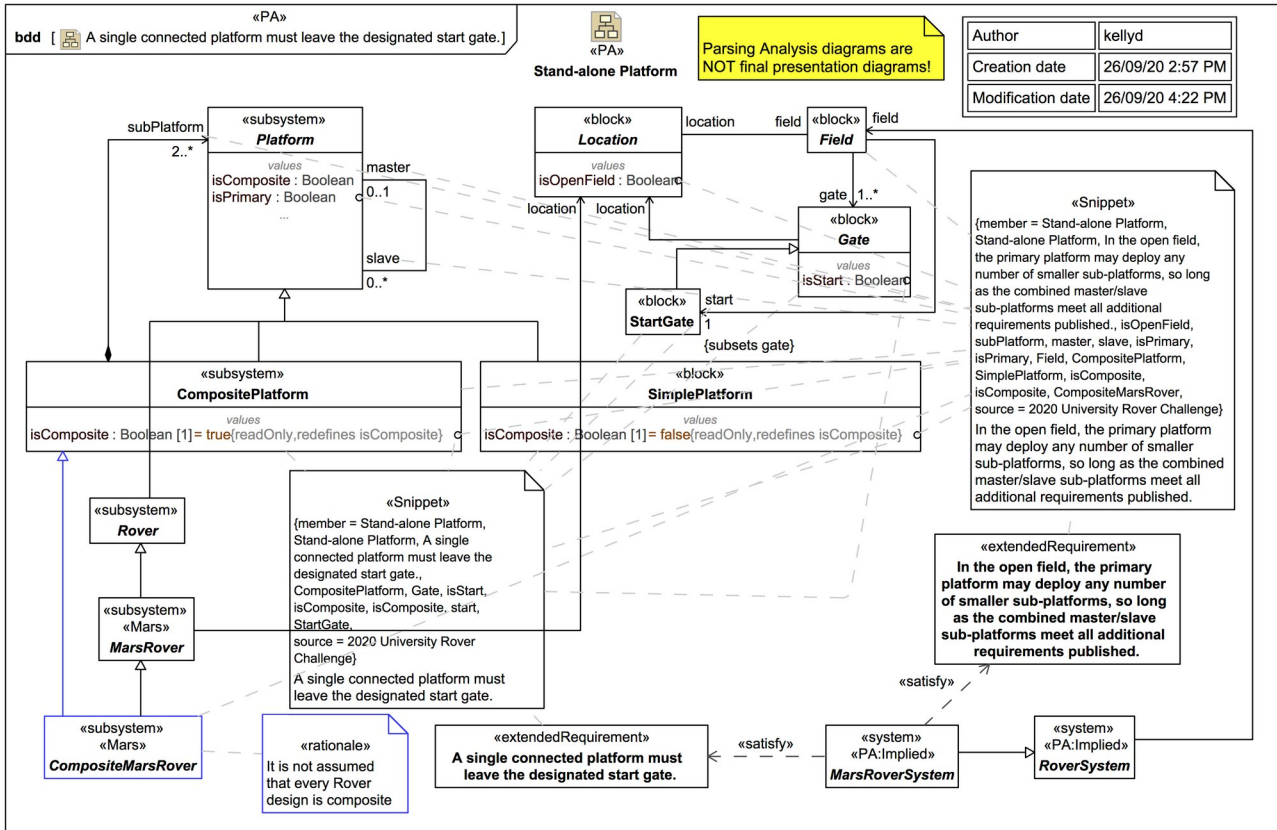 «PA»
bdd [ A single connected platform must leave the designated start gate.]
«PA»
Stand-alone Platform
Parsing Analysis diagrams are
NOT final presentation diagrams!
Author kellyd
Creation date 26/09/20 2:57 PM
Modification date 26/09/20 4:22 PM
subPlatform
2..*
«subsystem»
Platform
values
isComposite : Boolean
isPrimary : Boolean
...
master
0..1
slave
0..*
«block»
Location
values
isOpenField : Boolean
location
field
«block»
Field
field
location
location
gate
1..*
«block»
Gate
values
isStart : Boolean
«block»
StartGate
start
1
{subsets gate}
«Snippet»
{member = Stand-alone Platform,
Stand-alone Platform, In the open field,
the primary platform may deploy any
number of smaller sub-platforms, so long
as the combined master/slave
sub-platforms meet all additional
requirements published., isOpenField,
subPlatform, master, slave, isPrimary,
isPrimary, Field, CompositePlatform,
SimplePlatform, isComposite,
isComposite, CompositeMarsRover,
source = 2020 University Rover Challenge}
In the open field, the primary platform
may deploy any number of smaller
sub-platforms, so long as the combined
master/slave sub-platforms meet all
additional requirements published.
«subsystem»
CompositePlatform
values
isComposite : Boolean [1] = true{readOnly,redefines isComposite}
«block»
SimplePlatform
values
isComposite : Boolean [1] = false{readOnly,redefines isComposite}
«subsystem»
Rover
«subsystem»
«Mars»
MarsRover
«subsystem»
«Mars»
CompositeMarsRover
«Snippet»
{member = Stand-alone Platform,
Stand-alone Platform, A single
connected platform must leave the
designated start gate.,
CompositePlatform, Gate, isStart,
isComposite, isComposite, start,
StartGate,
source = 2020 University Rover
Challenge}
A single connected platform must
leave the designated start gate.
«rationale»
It is not assumed
that every Rover
design is composite
«extendedRequirement»
A single connected platform must
leave the designated start gate.
«satisfy»
«extendedRequirement»
In the open field, the primary
platform may deploy any number
of smaller sub-platforms, so long
as the combined master/slave
sub-platforms meet all additional
requirements published.
«satisfy»
«system»
«PA:Implied»
MarsRoverSystem
«system»
«PA:Implied»
RoverSystem